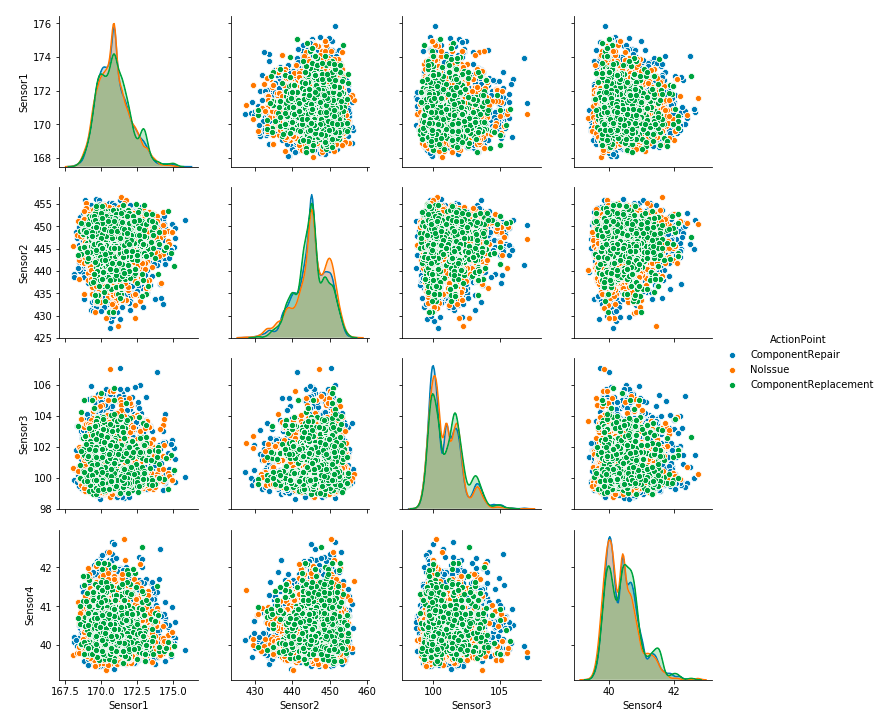 176
174
172
170
168
Sensor1
455
450
445
440
435
430
425
Sensor2
ActionPoint
ComponentRepair
NoIssue
ComponentReplacement
106
104
102
100
98
Sensor3
42
41
40
Sensor4
167.5 170.0 172.5 175.0
430 440 450 460
100 105
40 42
Sensor1 Sensor2 Sensor3 Sensor4